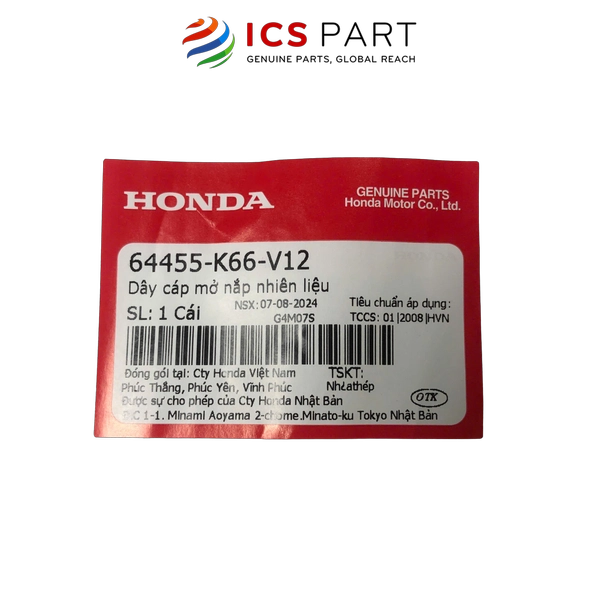 ICS PART
GENUINE PARTS, GLOBAL REACH
HONDA
GENUINE PARTS
Honda Motor Co., Ltd.
64455-K66-V12
Dây cáp mở nắp nhiên liệu
NSX: 07-08-2024
Tiêu chuẩn áp dụng :
SL: 1 Cái
G4M07S
TCCS: 01|2008|HVN
Đóng gói tại: Cty Honda Việt Nam
TSKT:
Phúc Thắng, Phúc Yên, Vĩnh Phúc
Được sự cho phép của Cty Honda Nhật Bản
1-1. Minami Aoyama 2-chome.Minato-ku Tokyo Nhật Bản
OTK